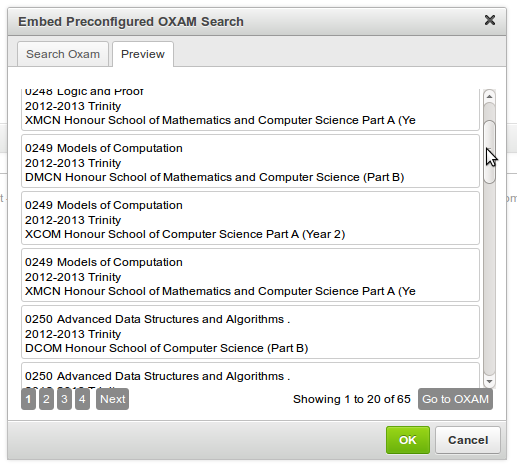 Embed Preconfigured OXAM Search
Search Oxam
Preview
0248 Logic and Proof
2012-2013 Trinity
XMCN Honour School of Mathematics and Computer Science Part A (Ye
0249 Models of Computation
2012-2013 Trinity
DMCN Honour School of Mathematics and Computer Science (Part B)
0249 Models of Computation
2012-2013 Trinity
XCOM Honour School of Computer Science Part A (Year 2)
0249 Models of Computation
2012-2013 Trinity
XMCN Honour School of Mathematics and Computer Science Part A (Ye
0250 Advanced Data Structures and Algorithms .
2012-2013 Trinity
DCOM Honour School of Computer Science (Part B)
0250 Advanced Data Structures and Algorithms .
1 2 3 4 Next
Showing 1 to 20 of 65
Go to OXAM
OK
Cancel